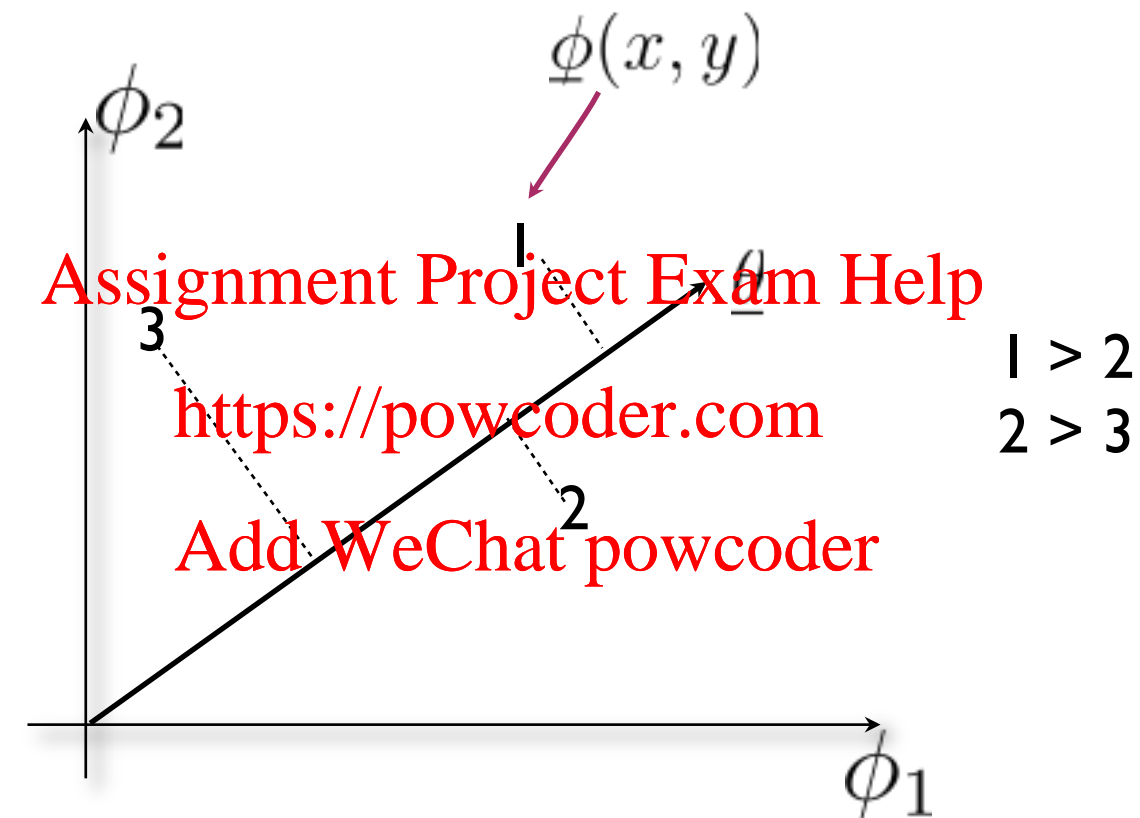 ϕ(x, y)
ϕ2
1
Assignment Project Exam Help
θ
3
1 > 2
https://powcoder.com
2 > 3
2
Add WeChat powcoder
ϕ1